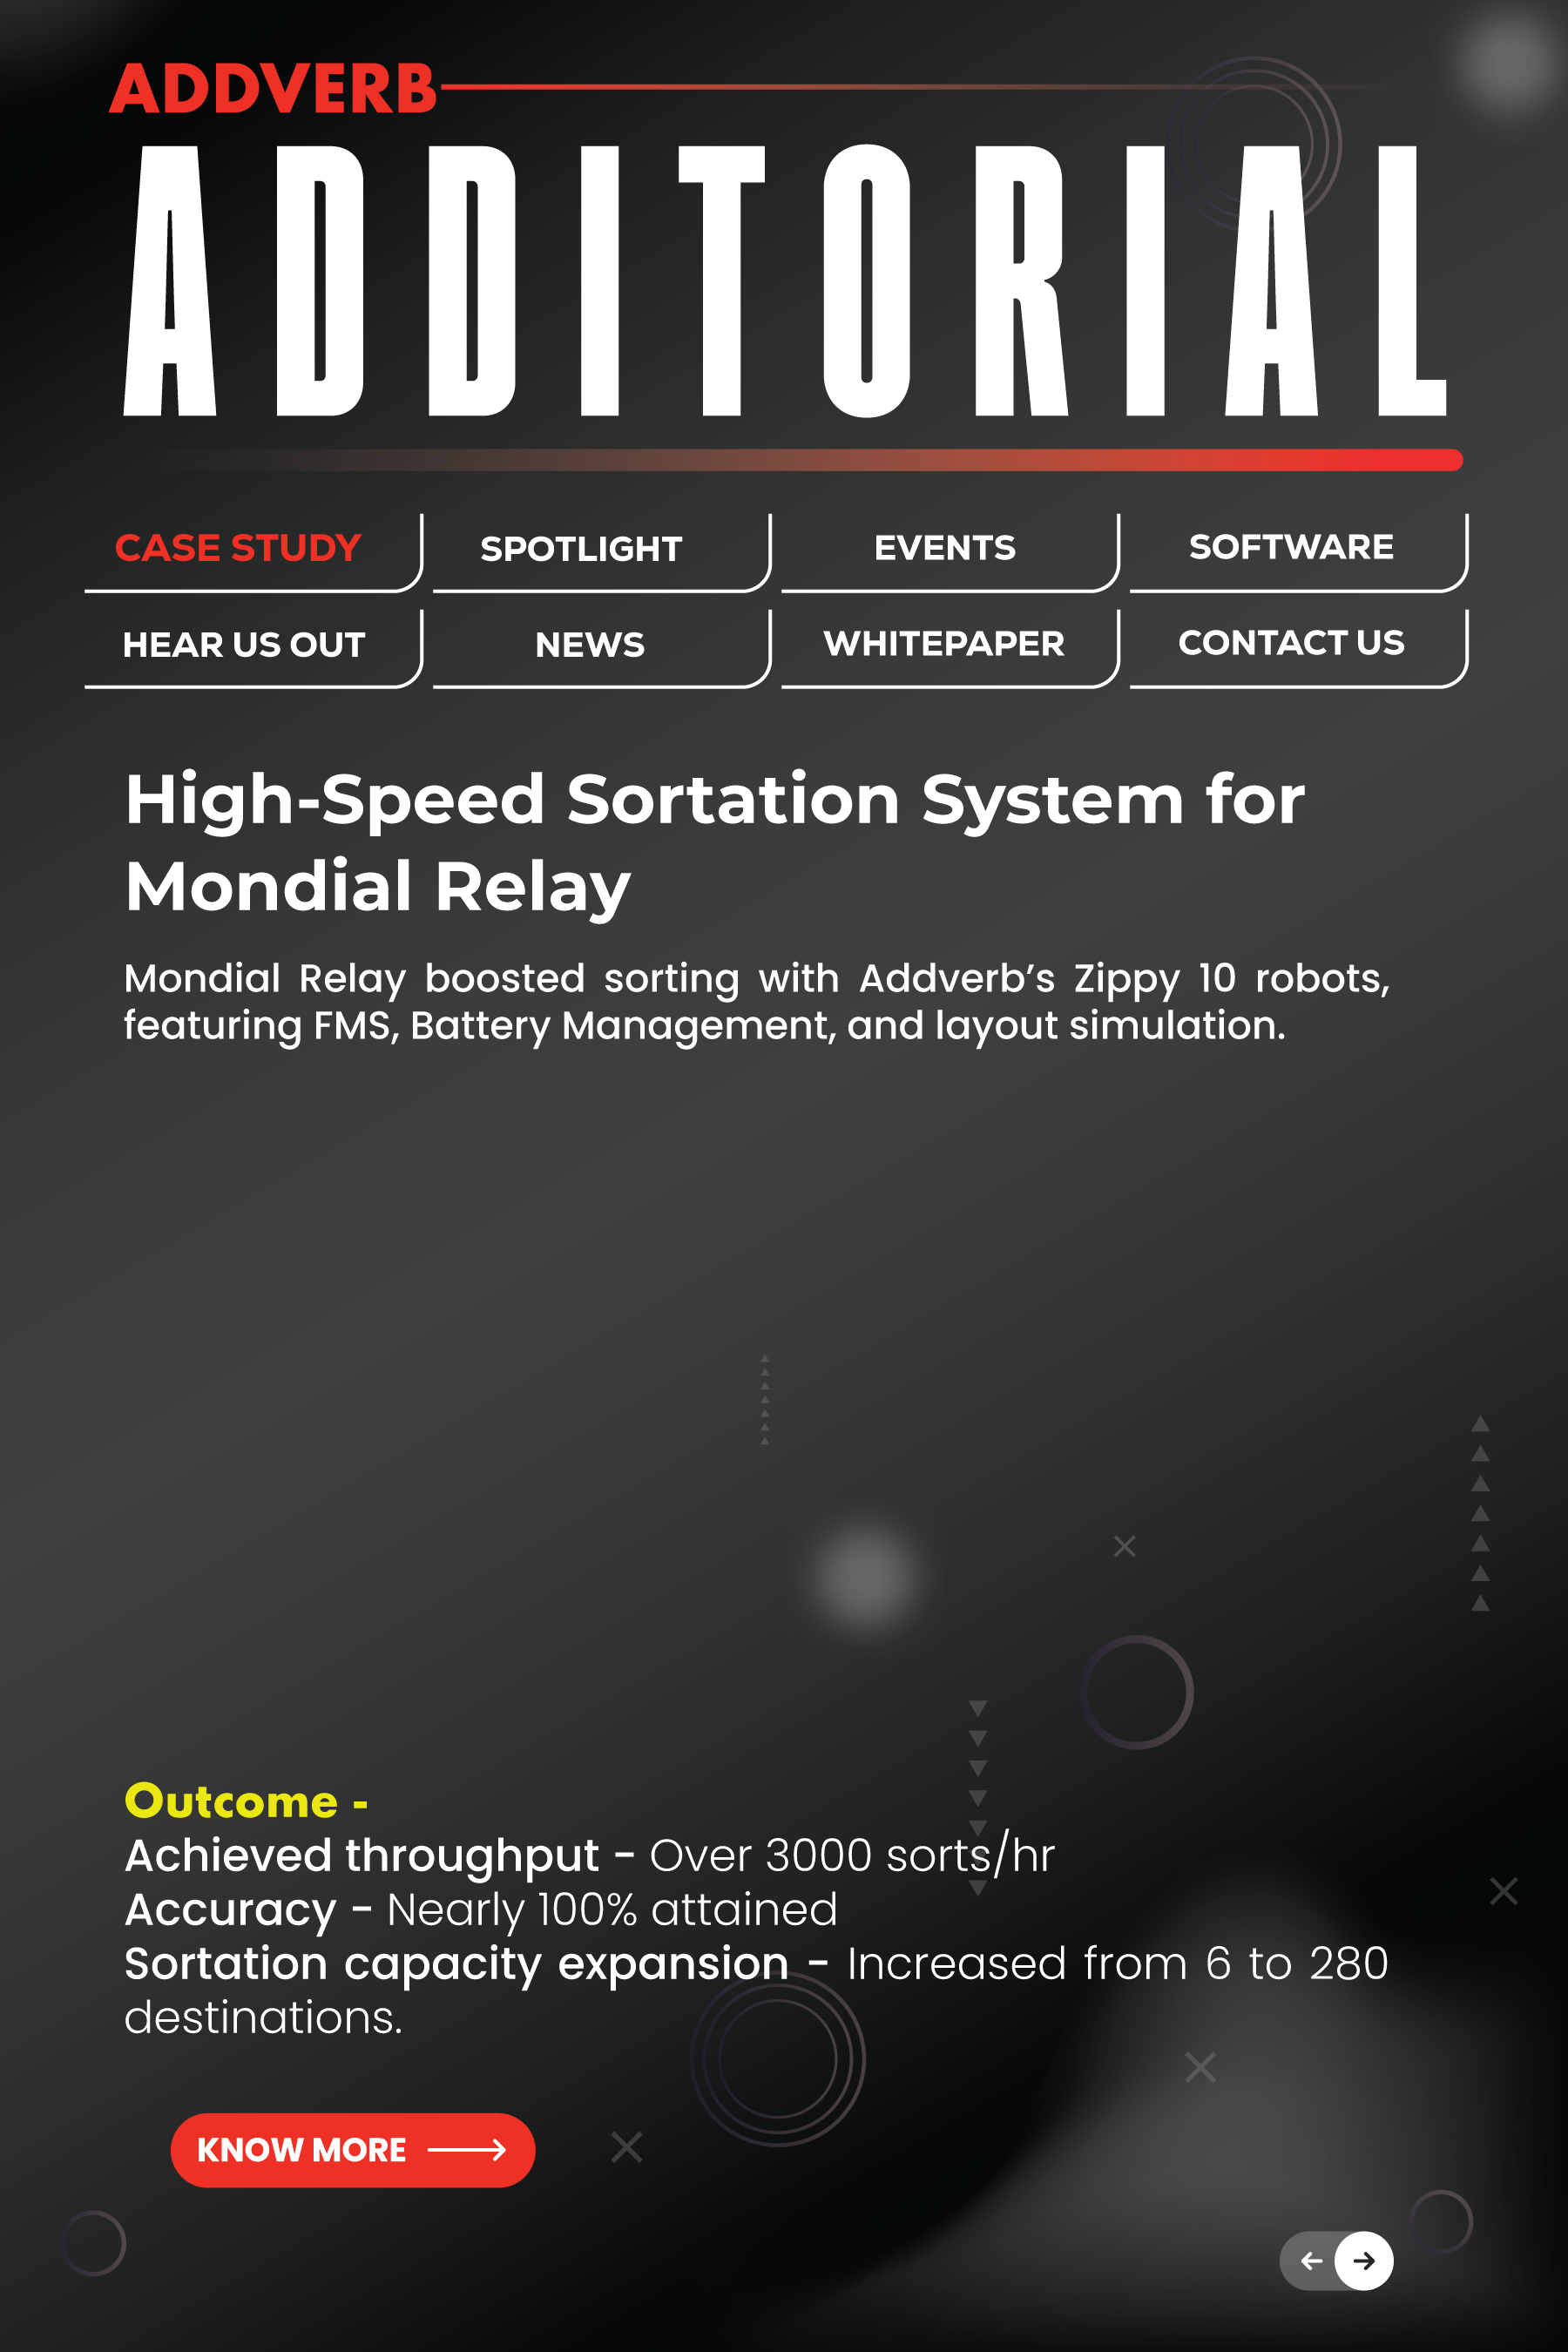 ADDVERB
ADDITORIAL
CASE STUDY SPOTLIGHT EVENTS SOFTWARE
HEAR US OUT NEWS WHITEPAPER CONTACT US
High-Speed Sortation System for
Mondial Relay
Mondial Relay boosted sorting with Addverb’s Zippy 10 robots,
featuring FMS, Battery Management, and layout simulation.
Outcome -
Achieved throughput - Over 3000 sorts/hr
Accuracy - Nearly 100% attained
Sortation capacity expansion - Increased from 6 to 280
destinations.
KNOW MORE